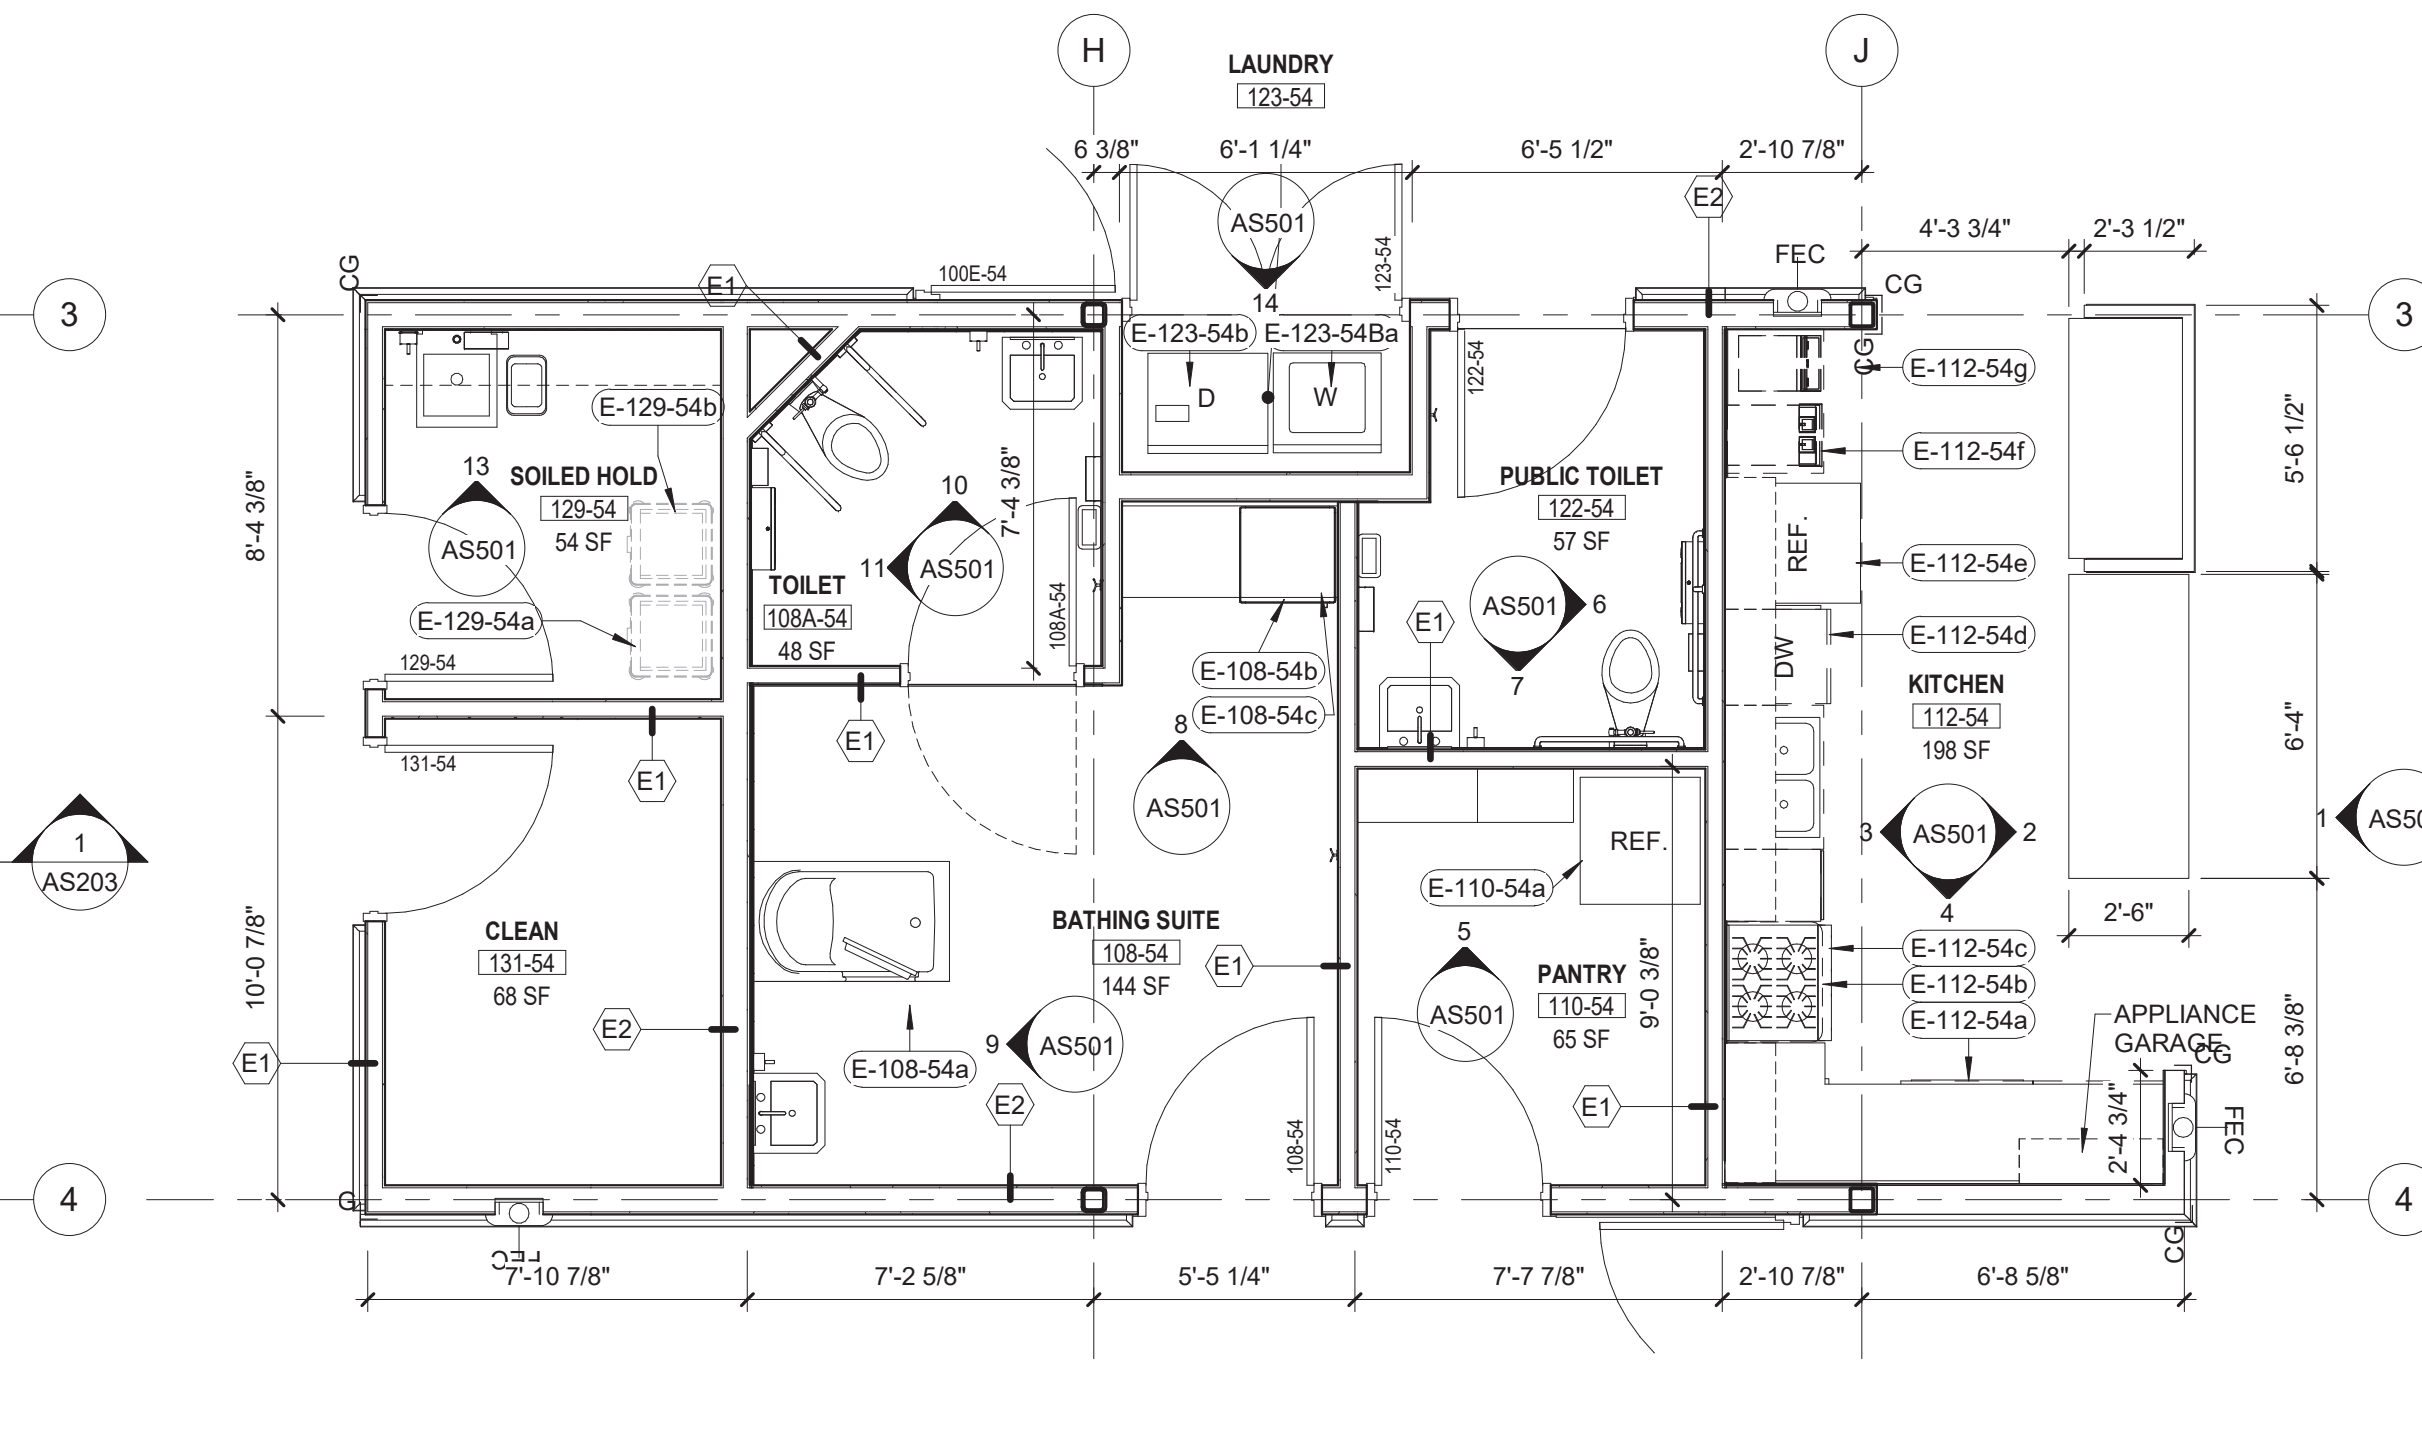 H
J
LAUNDRY
123-54
6 3/8"
6'-1 1/4"
6'-5 1/2"
2'-10 7/8"
E2
AS501
14
123-54
4'-3 3/4"
2'-3 1/2"
FEC
CG
CG
E1
100E-54
CG
3
3
E-123-54b
E-123-54Ba
D
W
122-54
CG
E-112-54g
E-129-54b
E-112-54f
5'-6 1/2"
8'-4 3/8"
13
SOILED HOLD
129-54
54 SF
AS501
10
11
AS501
7'-4 3/8"
PUBLIC TOILET
122-54
57 SF
REF.
E-112-54e
TOILET
108A-54
48 SF
108A-54
AS501
6
7
E1
E-129-54a
129-54
DW
E-112-54d
E-108-54b
E-108-54c
KITCHEN
112-54
198 SF
6'-4"
E1
E1
131-54
8
AS501
REF.
E-110-54a
3
AS501
2
4
1
AS50
1
AS203
2'-6"
CLEAN
131-54
68 SF
10'-0 7/8"
BATHING SUITE
108-54
144 SF
E1
5
AS501
PANTRY
110-54
65 SF
9'-0 3/8"
E-112-54c
E-112-54b
E-112-54a
APPLIANCE
GARAGE
CG
6'-8 3/8"
E2
E1
9
AS501
E-108-54a
E2
E1
108-54
110-54
2'-4 3/4"
FEC
4
G
4
FEC
CG
7'-10 7/8"
7'-2 5/8"
5'-5 1/4"
7'-7 7/8"
2'-10 7/8"
6'-8 5/8"